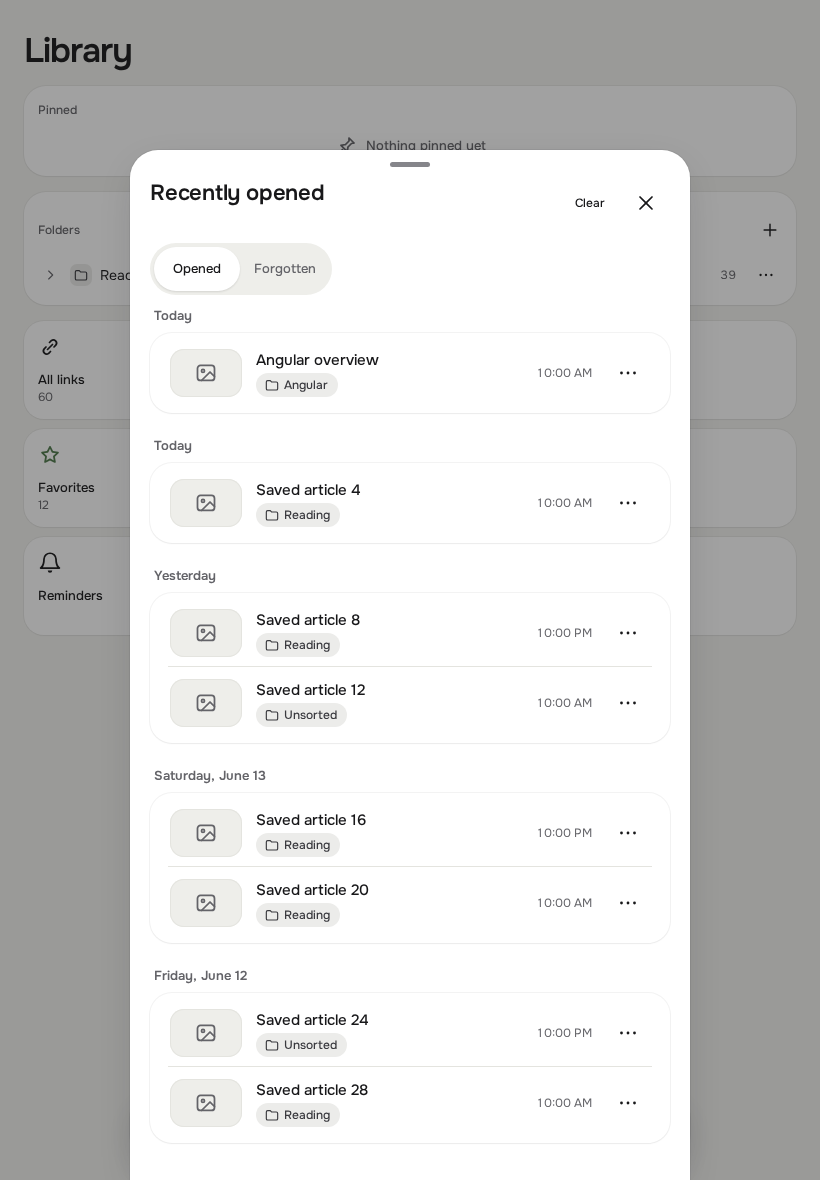 Library
Pinned
Nothing pinned yet
Recently opened
Clear
Folders
Reac
39
Opened
Forgotten
Today
Angular overview
Angular
10:00 AM
All links
60
Today
Saved article 4
Reading
10:00 AM
Favorites
12
Yesterday
Saved article 8
Reading
10:00 PM
Reminders
Saved article 12
Unsorted
10:00 AM
Saturday, June 13
Saved article 16
Reading
10:00 PM
Saved article 20
Reading
10:00 AM
Friday, June 12
Saved article 24
Unsorted
10:00 PM
Saved article 28
Reading
10:00 AM